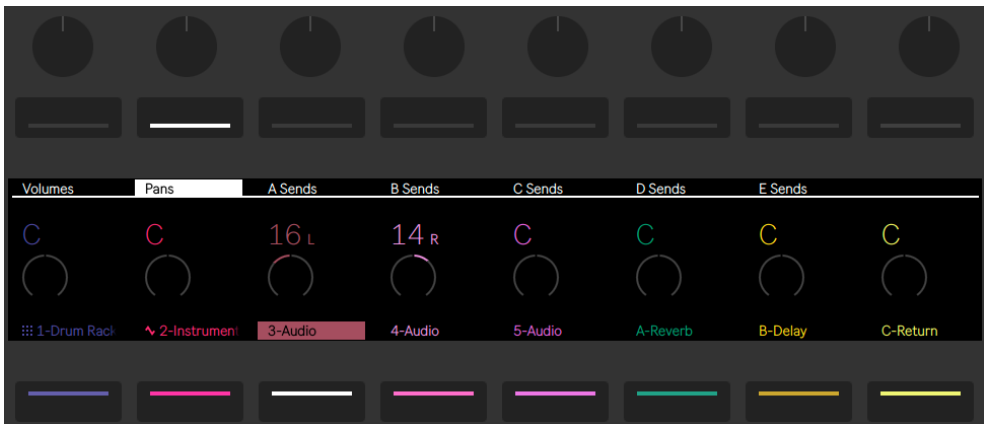 Volumes Pans A Sends B Sends C Sends D Sends E Sends
C C 16 L 14 R C C C C
1-Drum Rack 2-Instrument 3-Audio 4-Audio 5-Audio A-Reverb B-Delay C-Return